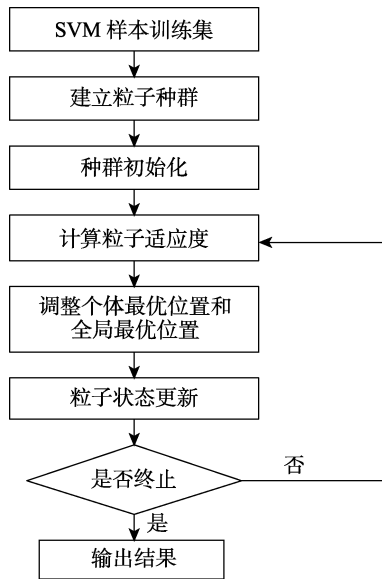 SVM 样本训练集
建立粒子种群
种群初始化
计算粒子适应度
调整个体最优位置和
全局最优位置
粒子状态更新
是否终止
否
是
输出结果